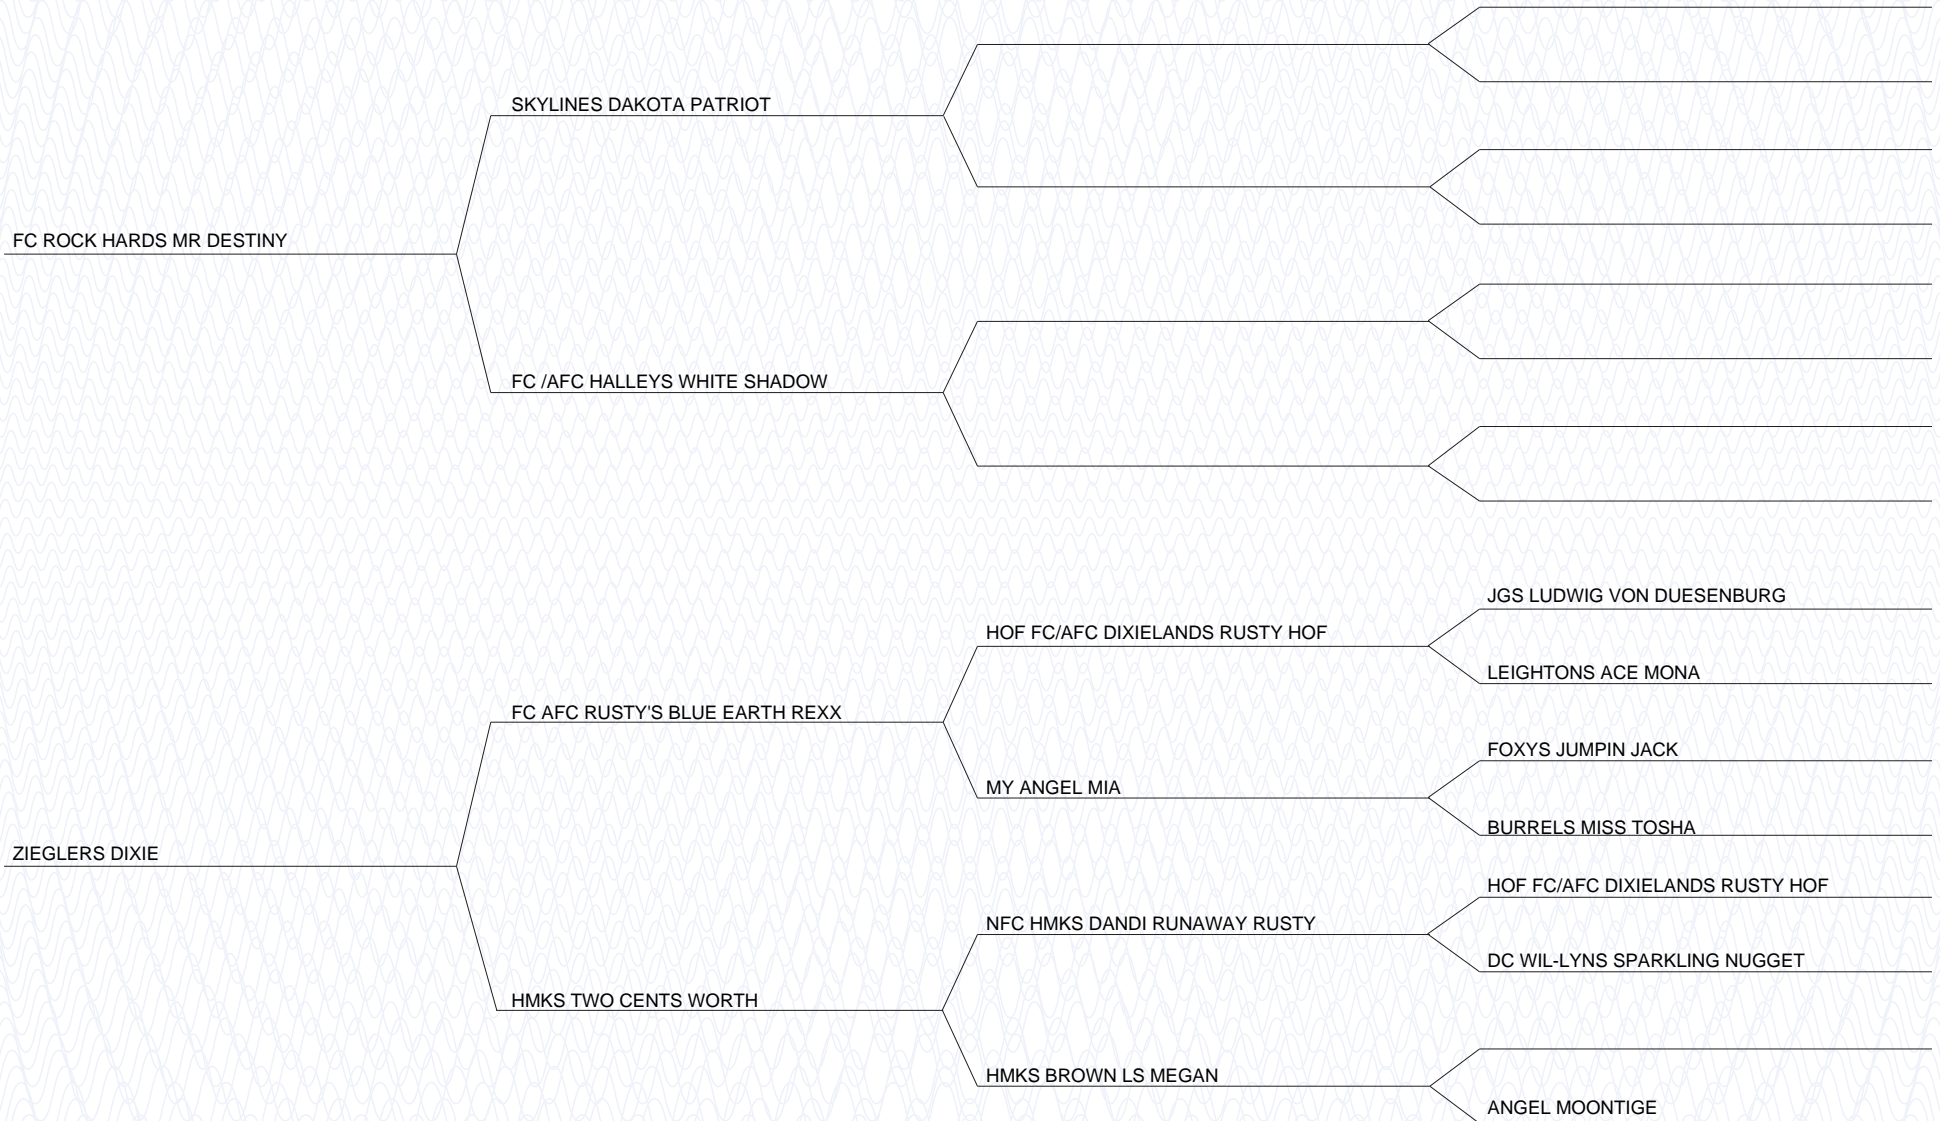 SKYLINES DAKOTA PATRIOT
FC ROCK HARDS MR DESTINY
FC /AFC HALLEYS WHITE SHADOW
JGS LUDWIG VON DUESENBURG
HOF FC/AFC DIXIELANDS RUSTY HOF
LEIGHTONS ACE MONA
FC AFC RUSTY'S BLUE EARTH REXX
FOXYS JUMPIN JACK
MY ANGEL MIA
BURRELS MISS TOSHA
ZIEGLERS DIXIE
HOF FC/AFC DIXIELANDS RUSTY HOF
NFC HMKS DANDI RUNAWAY RUSTY
DC WIL-LYNS SPARKLING NUGGET
HMKS TWO CENTS WORTH
HMKS BROWN LS MEGAN
ANGEL MOONTIGE